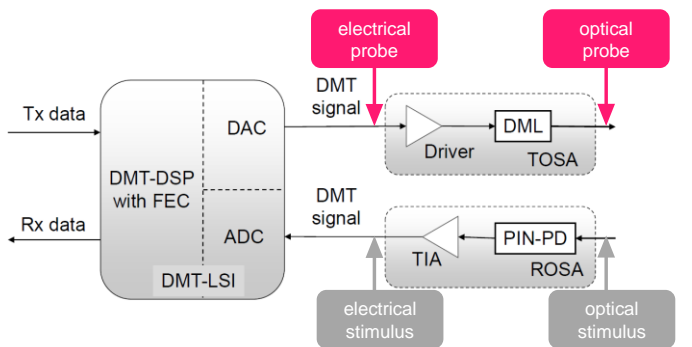 electrical
probe
optical
probe
DMT
signal
Tx data
DAC
Driver
DML
TOSA
DMT-DSP
with FEC
DMT
signal
Rx data
ADC
TIA
PIN-PD
ROSA
DMT-LSI
electrical
stimulus
optical
stimulus